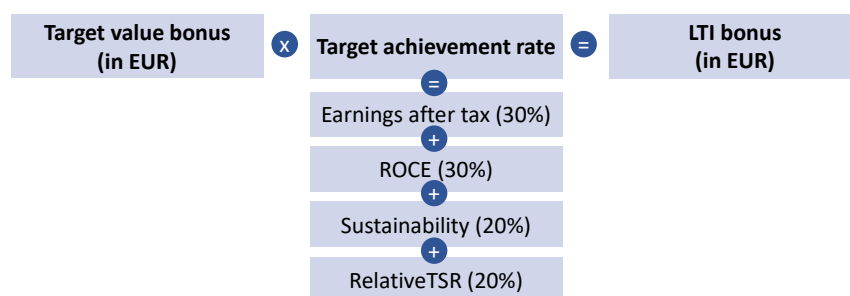 Target value bonus
(in EUR)
x
Target achievement rate
=
LTI bonus
(in EUR)
=
Earnings after tax (30%)
+
ROCE (30%)
+
Sustainability (20%)
+
RelativeTSR (20%)